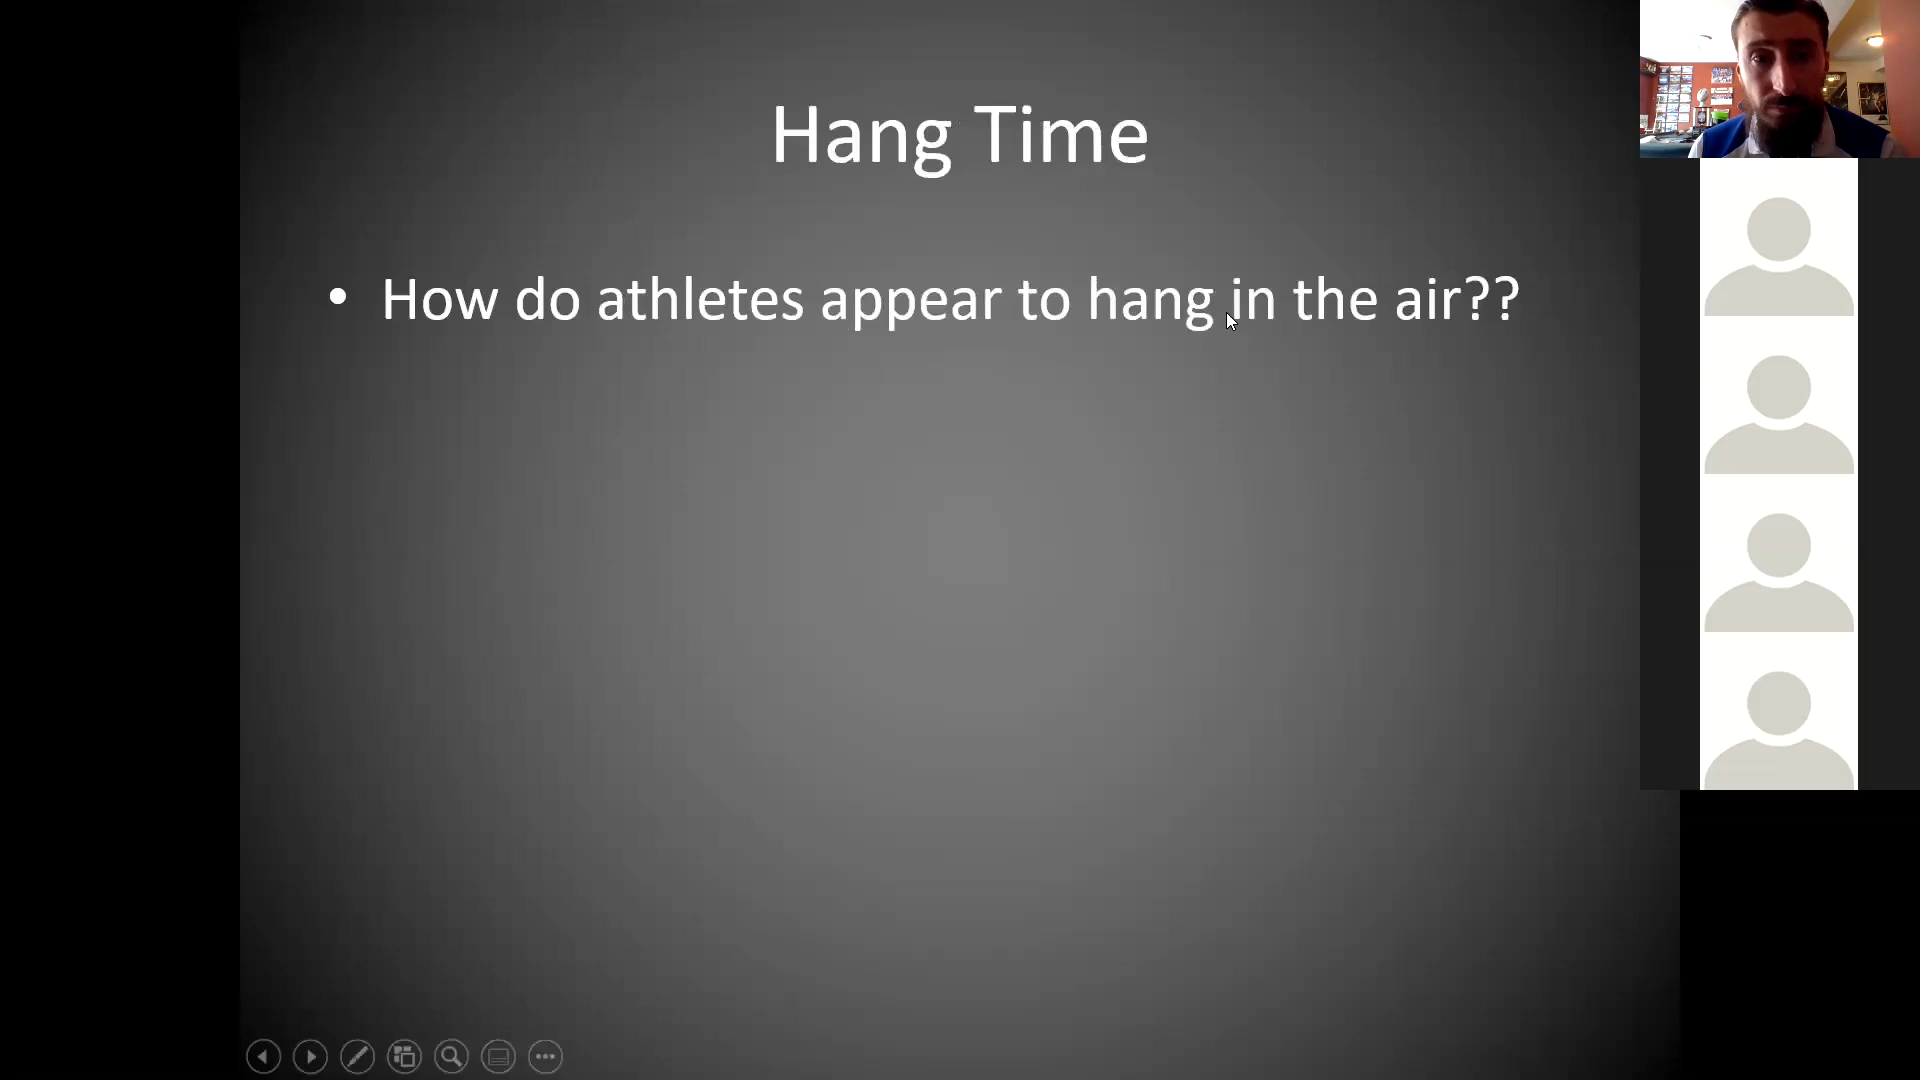 Hang Time
• How do athletes appear to hang in the air??